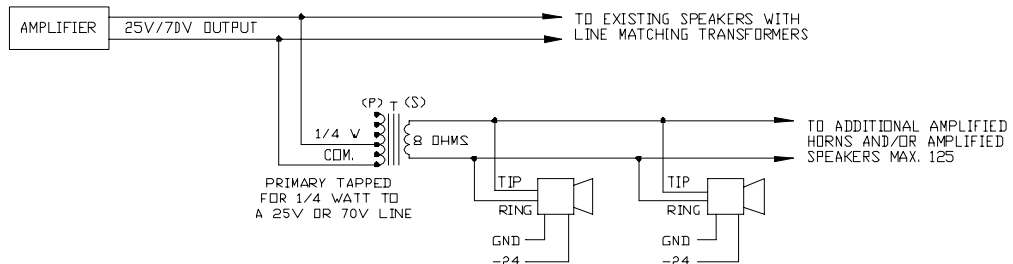 AMPLIFIER
25V/70V OUTPUT
TO EXISTING SPEAKERS WITH
LINE MATCHING TRANSFORMERS
(P) T (S)
1/4 W
COM.
8 OHMS
PRIMARY TAPPED
FOR 1/4 WATT TO
A 25V OR 70V LINE
TO ADDITIONAL AMPLIFIED
HORNS AND/OR AMPLIFIED
SPEAKERS MAX. 125
TIP
RING
GND
-24
TIP
RING
GND
-24